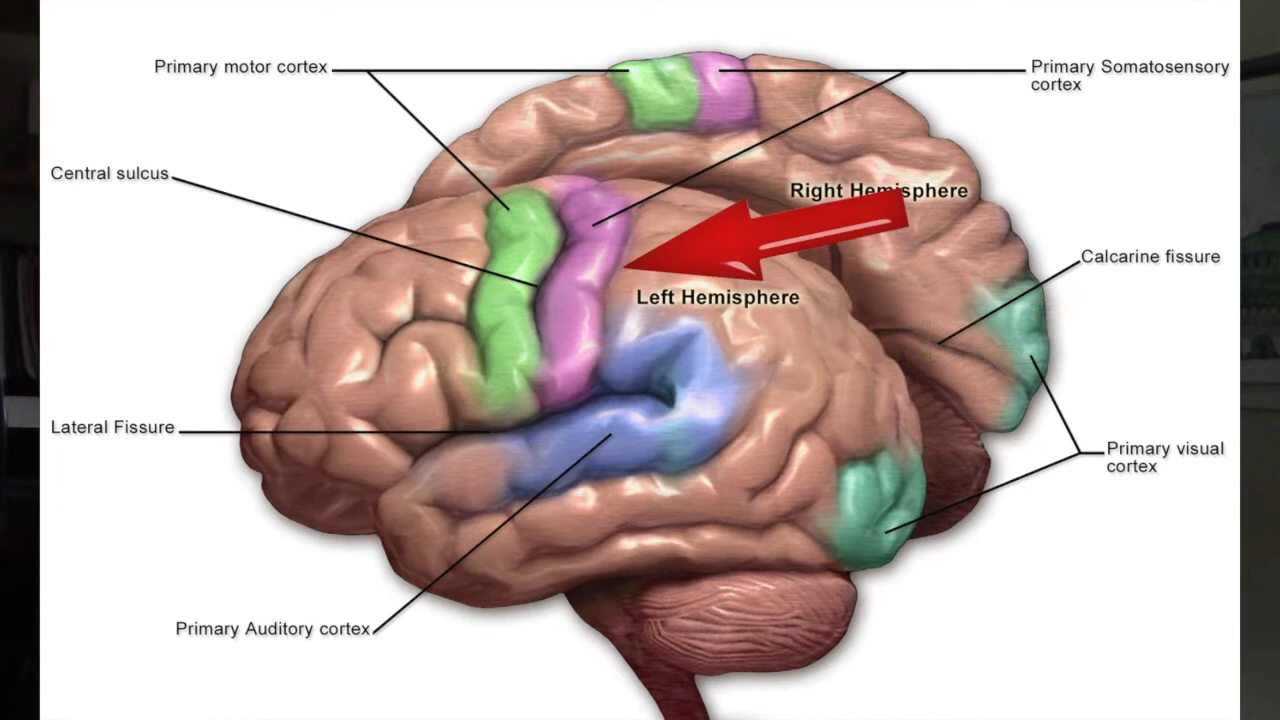 Primary motor cortex
Primary Somatosensory
cortex
Central sulcus
Right Hemisphere
Calcarine fissure
Left Hemisphere
Lateral Fissure
Primary visual
cortex
Primary Auditory cortex